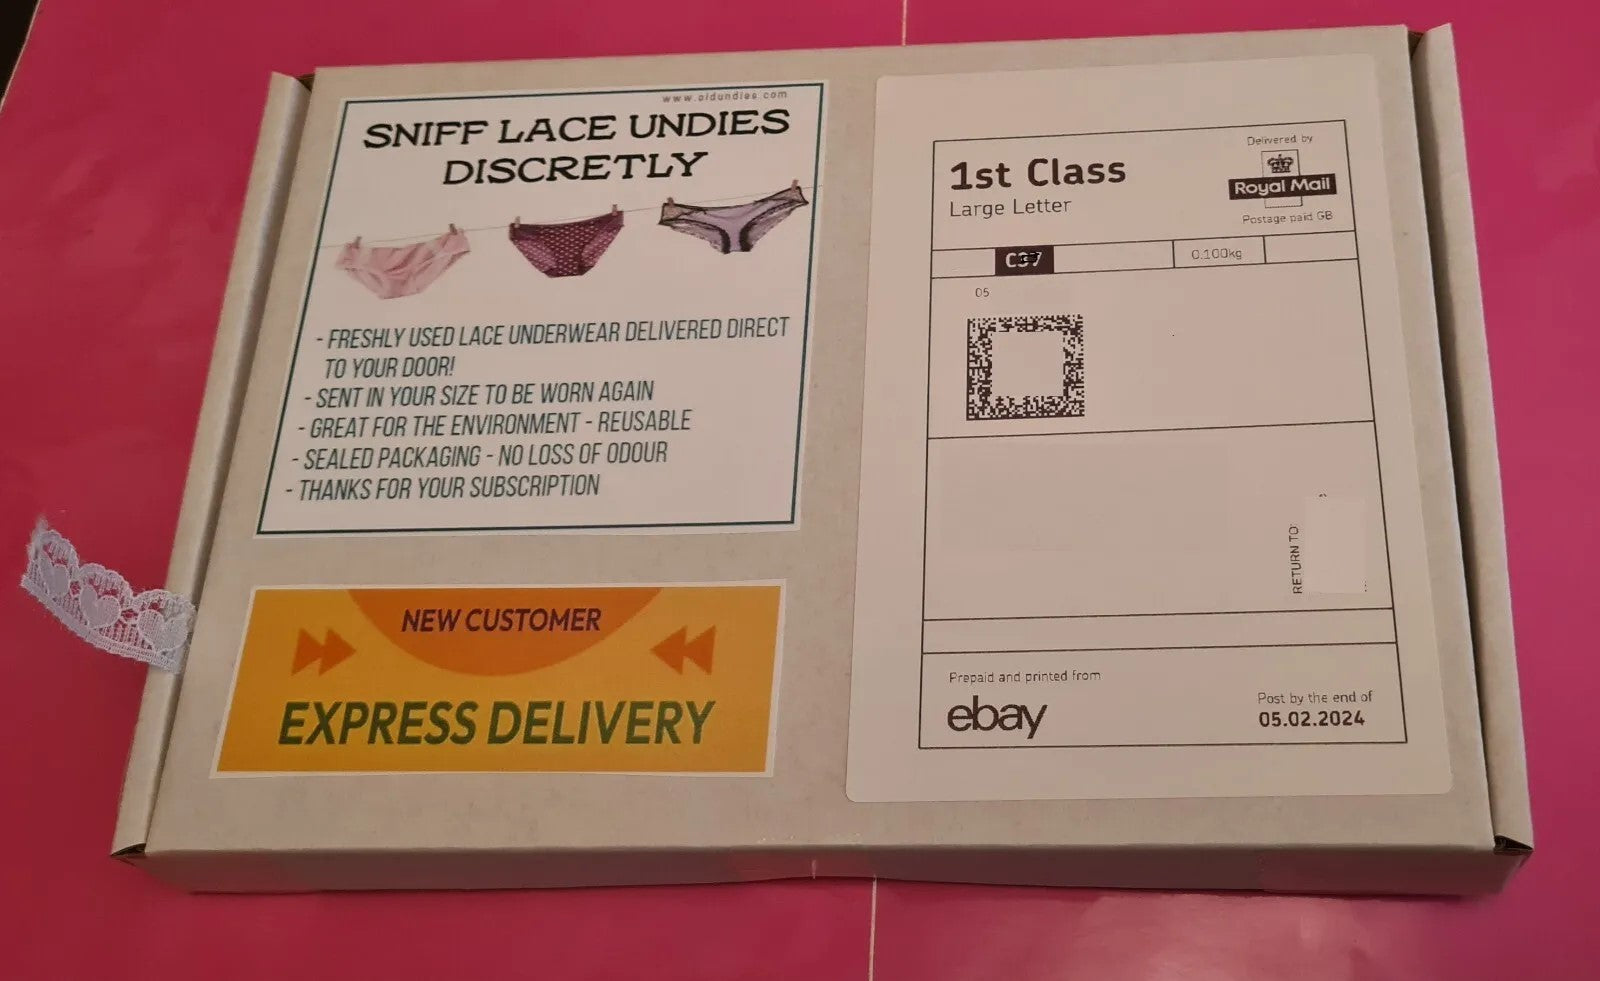 www.oldundies.com
SNIFF LACE UNDIES
DISCRETLY
- FRESHLY USED LACE UNDERWEAR DELIVERED DIRECT
TO YOUR DOOR!
- SENT IN YOUR SIZE TO BE WORN AGAIN
- GREAT FOR THE ENVIRONMENT - REUSABLE
- SEALED PACKAGING - NO LOSS OF ODOUR
- THANKS FOR YOUR SUBSCRIPTION
NEW CUSTOMER
EXPRESS DELIVERY
1st Class
Large Letter
Delivered by
Royal Mail
Postage paid GB
0.100kg
05
RETURN TO:
Prepaid and printed from
ebay
Post by the end of
05.02.2024